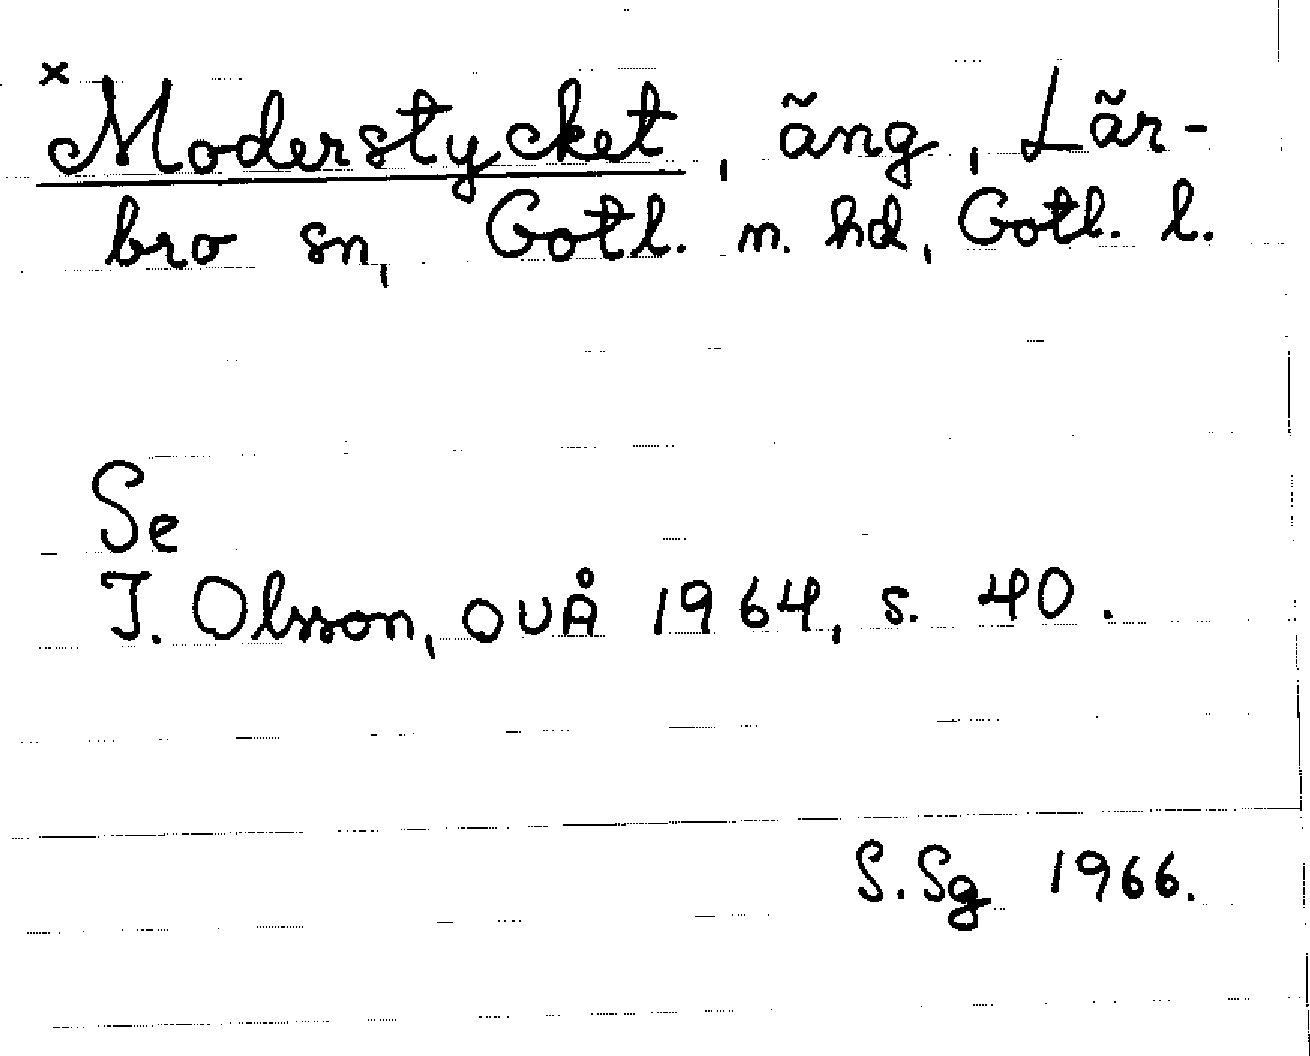 × Moderstycket, äng, Lär-
bro sn, Gotl. n. hd, Gotl. l.
Se
I. Olsson, OUÅ 1964, s. 40.
S. Sg 1966.